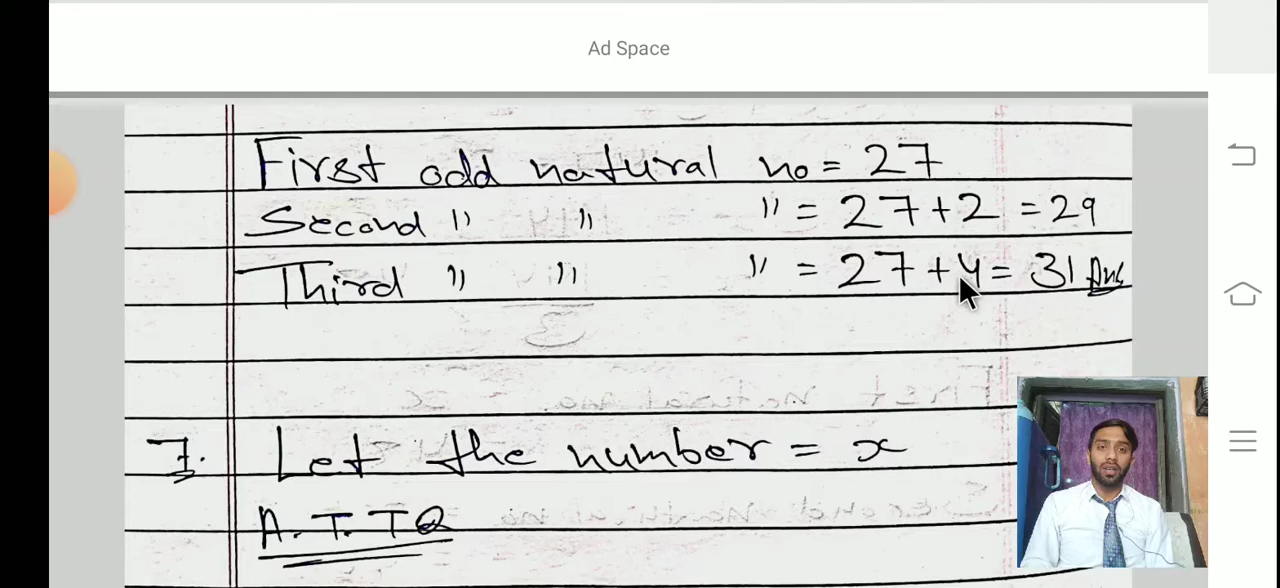 Ad Space
First odd natural no = 27
Second " " " = 27+2 = 29
Third " " " = 27+4 = 31 Ans
7. Let the number = x
A.T.T.Q